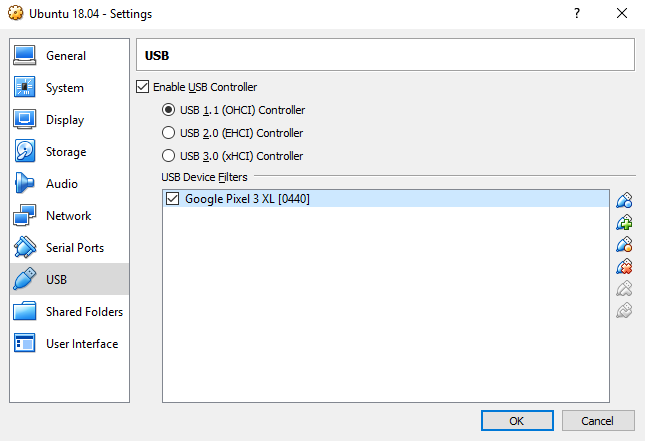 Ubuntu 18.04 - Settings
?
General
System
Display
Storage
Audio
Network
Serial Ports
USB
Shared Folders
User Interface
USB
Enable USB Controller
USB 1.1 (OHCI) Controller
USB 2.0 (EHCI) Controller
USB 3.0 (xHCI) Controller
USB Device Filters
Google Pixel 3 XL [0440]
OK
Cancel